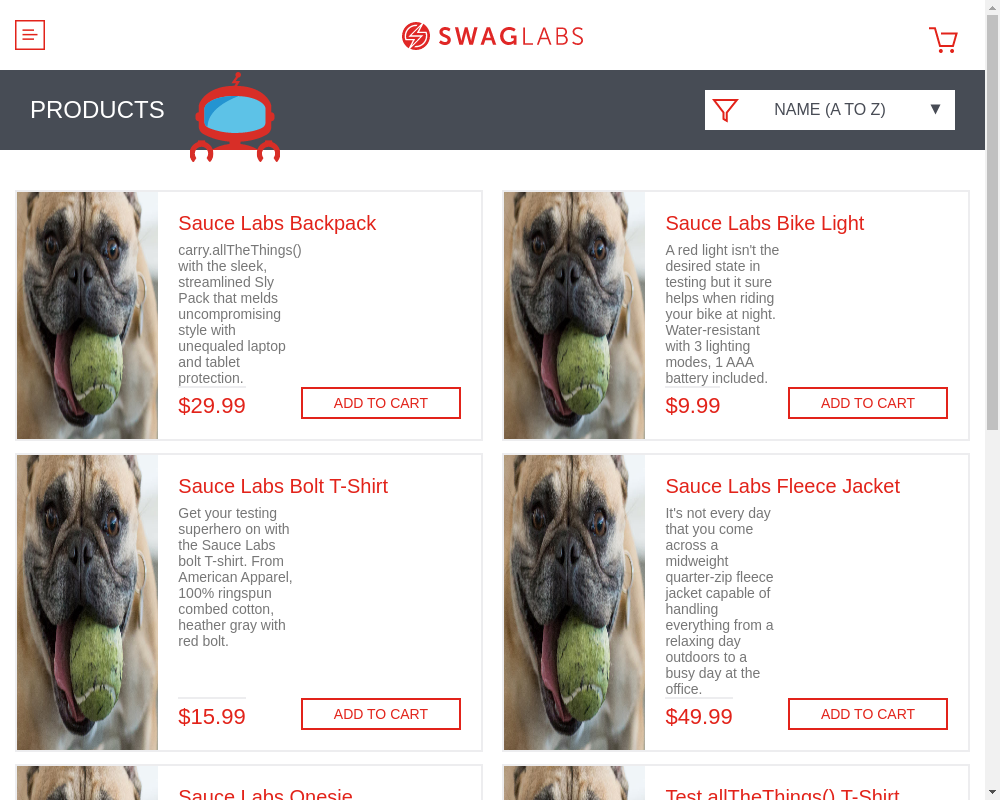 SWAGLABS
PRODUCTS
NAME (A TO Z)
Sauce Labs Backpack
carry.allTheThings()
with the sleek,
streamlined Sly
Pack that melds
uncompromising
style with
unequaled laptop
and tablet
protection.
$29.99
ADD TO CART
Sauce Labs Bike Light
A red light isn't the
desired state in
testing but it sure
helps when riding
your bike at night.
Water-resistant
with 3 lighting
modes, 1 AAA
battery included.
$9.99
ADD TO CART
Sauce Labs Bolt T-Shirt
Get your testing
superhero on with
the Sauce Labs
bolt T-shirt. From
American Apparel,
100% ringspun
combed cotton,
heather gray with
red bolt.
$15.99
ADD TO CART
Sauce Labs Fleece Jacket
It's not every day
that you come
across a
midweight
quarter-zip fleece
jacket capable of
handling
everything from a
relaxing day
outdoors to a
busy day at the
office.
$49.99
ADD TO CART
Sauce Labs Onesie
Test.allTheThings() T-Shirt